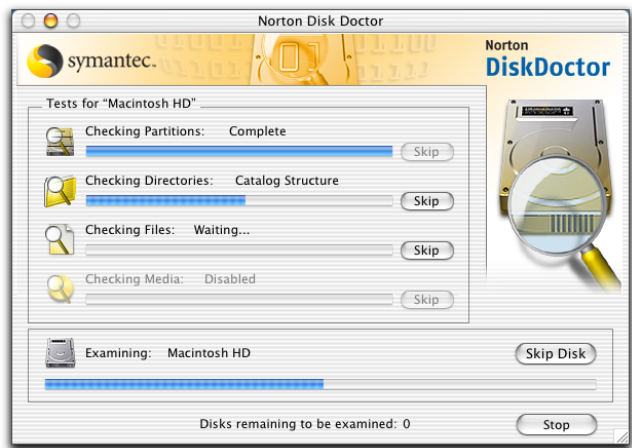 Norton Disk Doctor
symantec.
Norton
DiskDoctor
Tests for “Macintosh HD”
Checking Partitions: Complete
Skip
Checking Directories: Catalog Structure
Skip
Checking Files: Waiting...
Skip
Checking Media: Disabled
Skip
Examining: Macintosh HD
Skip Disk
Disks remaining to be examined: 0
Stop